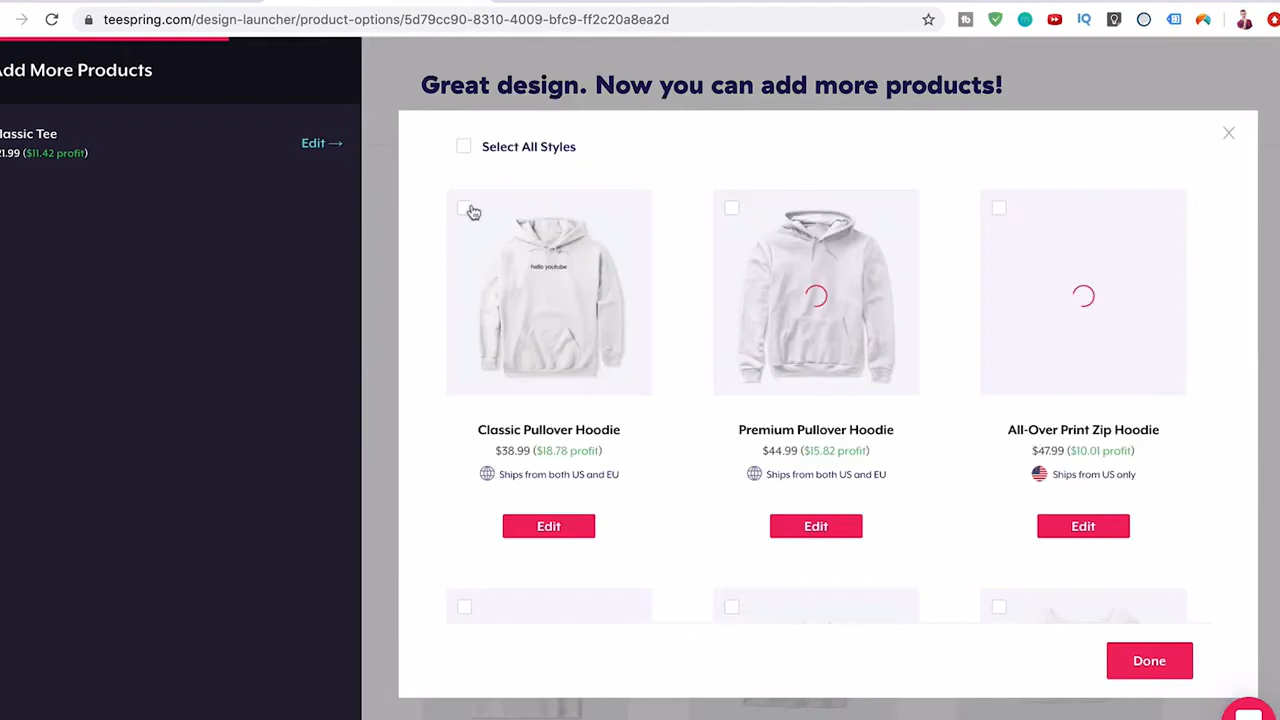 teespring.com/design-launcher/product-options/5d79cc90-8310-4009-bfc9-ff2c20a8ea2d
IQ
dd More Products
Great design. Now you can add more products!
lassic Tee
21.99 ($11.42 profit)
Edit →
Select All Styles
hello youtube
Classic Pullover Hoodie
$38.99 ($18.78 profit)
Ships from both US and EU
Edit
Premium Pullover Hoodie
$44.99 ($15.82 profit)
Ships from both US and EU
Edit
All-Over Print Zip Hoodie
$47.99 ($10.01 profit)
Ships from US only
Edit
Done